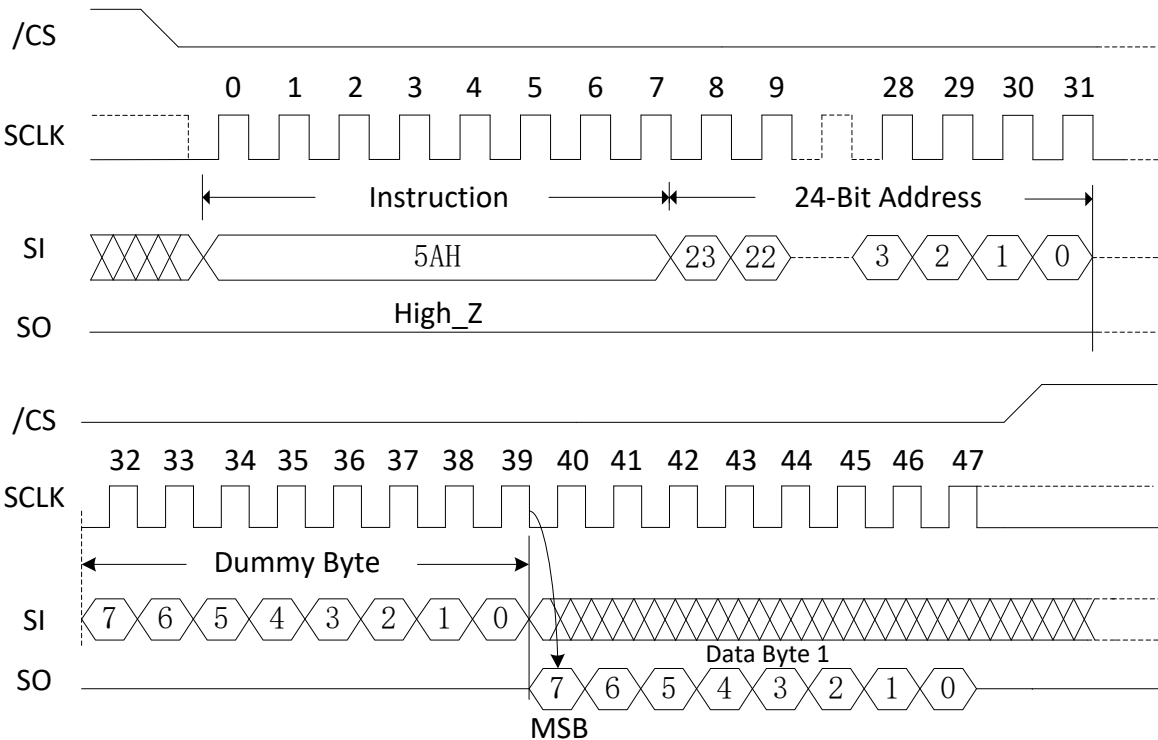 /CS
0 1 2 3 4 5 6 7 8 9 28 29 30 31
SCLK
Instruction 24-Bit Address
SI 5AH 23 22 3 2 1 0
High_Z
SO
/CS
32 33 34 35 36 37 38 39 40 41 42 43 44 45 46 47
SCLK
Dummy Byte
SI 7 6 5 4 3 2 1 0
Data Byte 1
SO 7 6 5 4 3 2 1 0
MSB